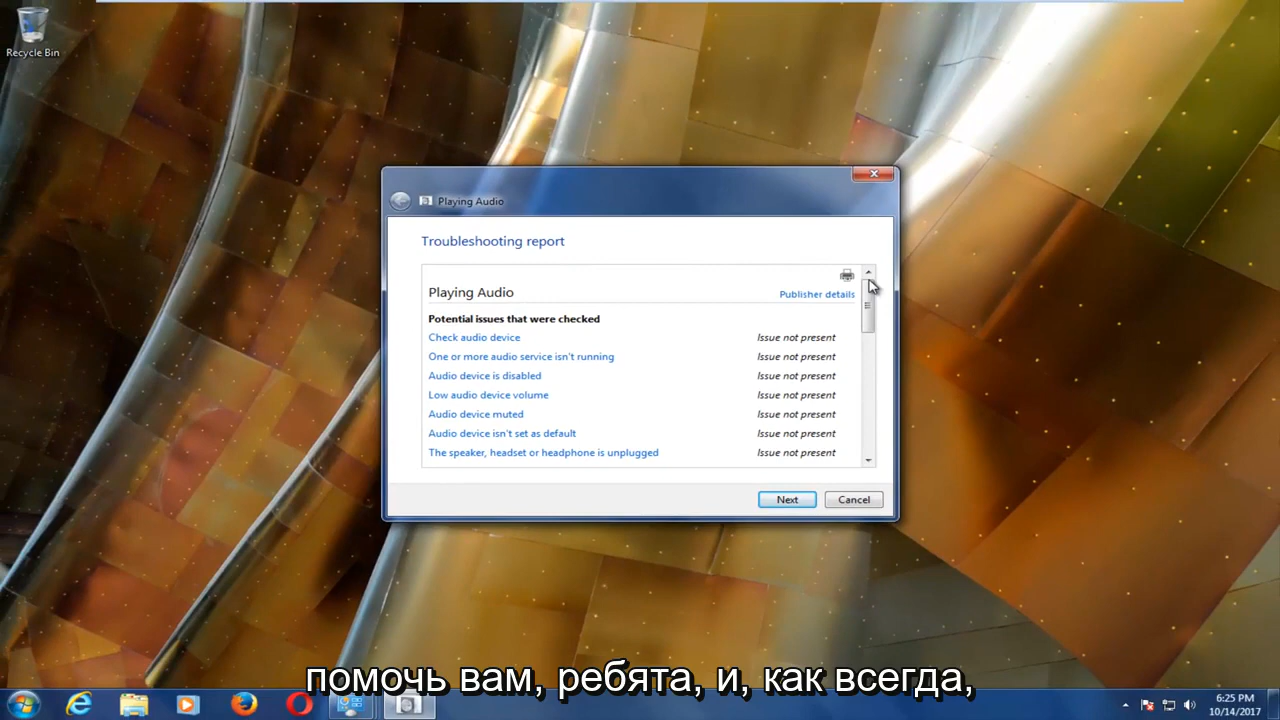 Recycle Bin
Playing Audio
Troubleshooting report
Playing Audio
Publisher details
Potential issues that were checked
Check audio device Issue not present
One or more audio service isn't running Issue not present
Audio device is disabled Issue not present
Low audio device volume Issue not present
Audio device muted Issue not present
Audio device isn't set as default Issue not present
The speaker, headset or headphone is unplugged Issue not present
Next Cancel
помочь вам, ребята, и, как всегда,
6:25 PM
10/14/2017